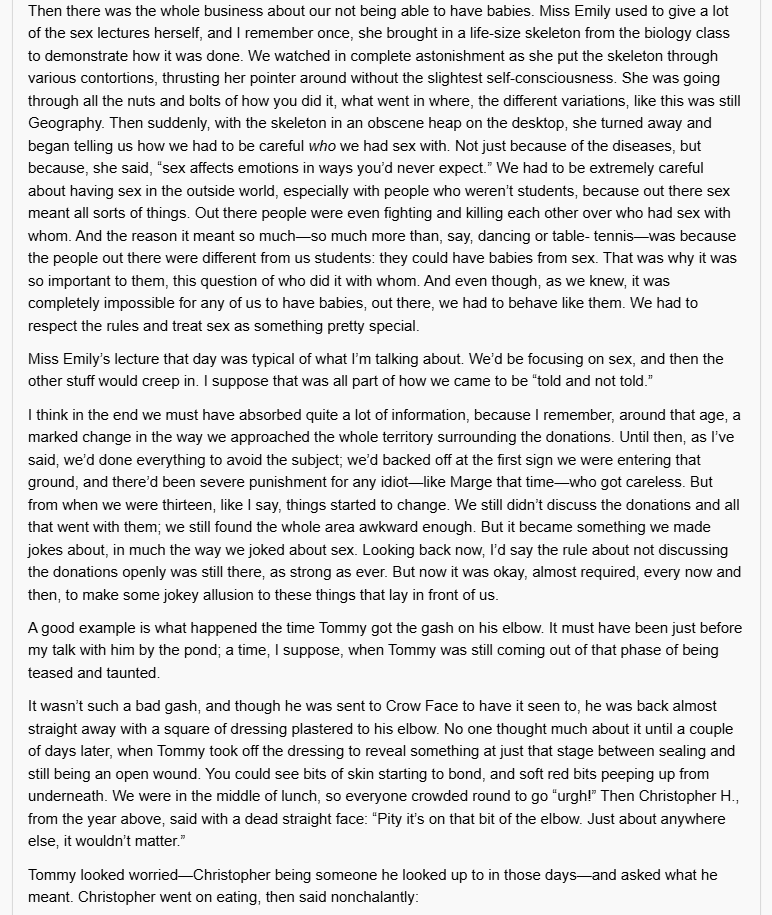 Then there was the whole business about our not being able to have babies. Miss Emily used to give a lot
of the sex lectures herself, and I remember once, she brought in a life-size skeleton from the biology class
to demonstrate how it was done. We watched in complete astonishment as she put the skeleton through
various contortions, thrusting her pointer around without the slightest self-consciousness. She was going
through all the nuts and bolts of how you did it, what went in where, the different variations, like this was still
Geography. Then suddenly, with the skeleton in an obscene heap on the desktop, she turned away and
began telling us how we had to be careful who we had sex with. Not just because of the diseases, but
because, she said, “sex affects emotions in ways you’d never expect.” We had to be extremely careful
about having sex in the outside world, especially with people who weren’t students, because out there sex
meant all sorts of things. Out there people were even fighting and killing each other over who had sex with
whom. And the reason it meant so much—so much more than, say, dancing or table- tennis—was because
the people out there were different from us students: they could have babies from sex. That was why it was
so important to them, this question of who did it with whom. And even though, as we knew, it was
completely impossible for any of us to have babies, out there, we had to behave like them. We had to
respect the rules and treat sex as something pretty special.
Miss Emily’s lecture that day was typical of what I’m talking about. We’d be focusing on sex, and then the
other stuff would creep in. I suppose that was all part of how we came to be “told and not told.”
I think in the end we must have absorbed quite a lot of information, because I remember, around that age, a
marked change in the way we approached the whole territory surrounding the donations. Until then, as I’ve
said, we’d done everything to avoid the subject; we’d backed off at the first sign we were entering that
ground, and there’d been severe punishment for any idiot—like Marge that time—who got careless. But
from when we were thirteen, like I say, things started to change. We still didn’t discuss the donations and all
that went with them; we still found the whole area awkward enough. But it became something we made
jokes about, in much the way we joked about sex. Looking back now, I’d say the rule about not discussing
the donations openly was still there, as strong as ever. But now it was okay, almost required, every now and
then, to make some jokey allusion to these things that lay in front of us.
A good example is what happened the time Tommy got the gash on his elbow. It must have been just before
my talk with him by the pond; a time, I suppose, when Tommy was still coming out of that phase of being
teased and taunted.
It wasn’t such a bad gash, and though he was sent to Crow Face to have it seen to, he was back almost
straight away with a square of dressing plastered to his elbow. No one thought much about it until a couple
of days later, when Tommy took off the dressing to reveal something at just that stage between sealing and
still being an open wound. You could see bits of skin starting to bond, and soft red bits peeping up from
underneath. We were in the middle of lunch, so everyone crowded round to go “urgh!” Then Christopher H.,
from the year above, said with a dead straight face: “Pity it’s on that bit of the elbow. Just about anywhere
else, it wouldn’t matter.”
Tommy looked worried—Christopher being someone he looked up to in those days—and asked what he
meant. Christopher went on eating, then said nonchalantly: